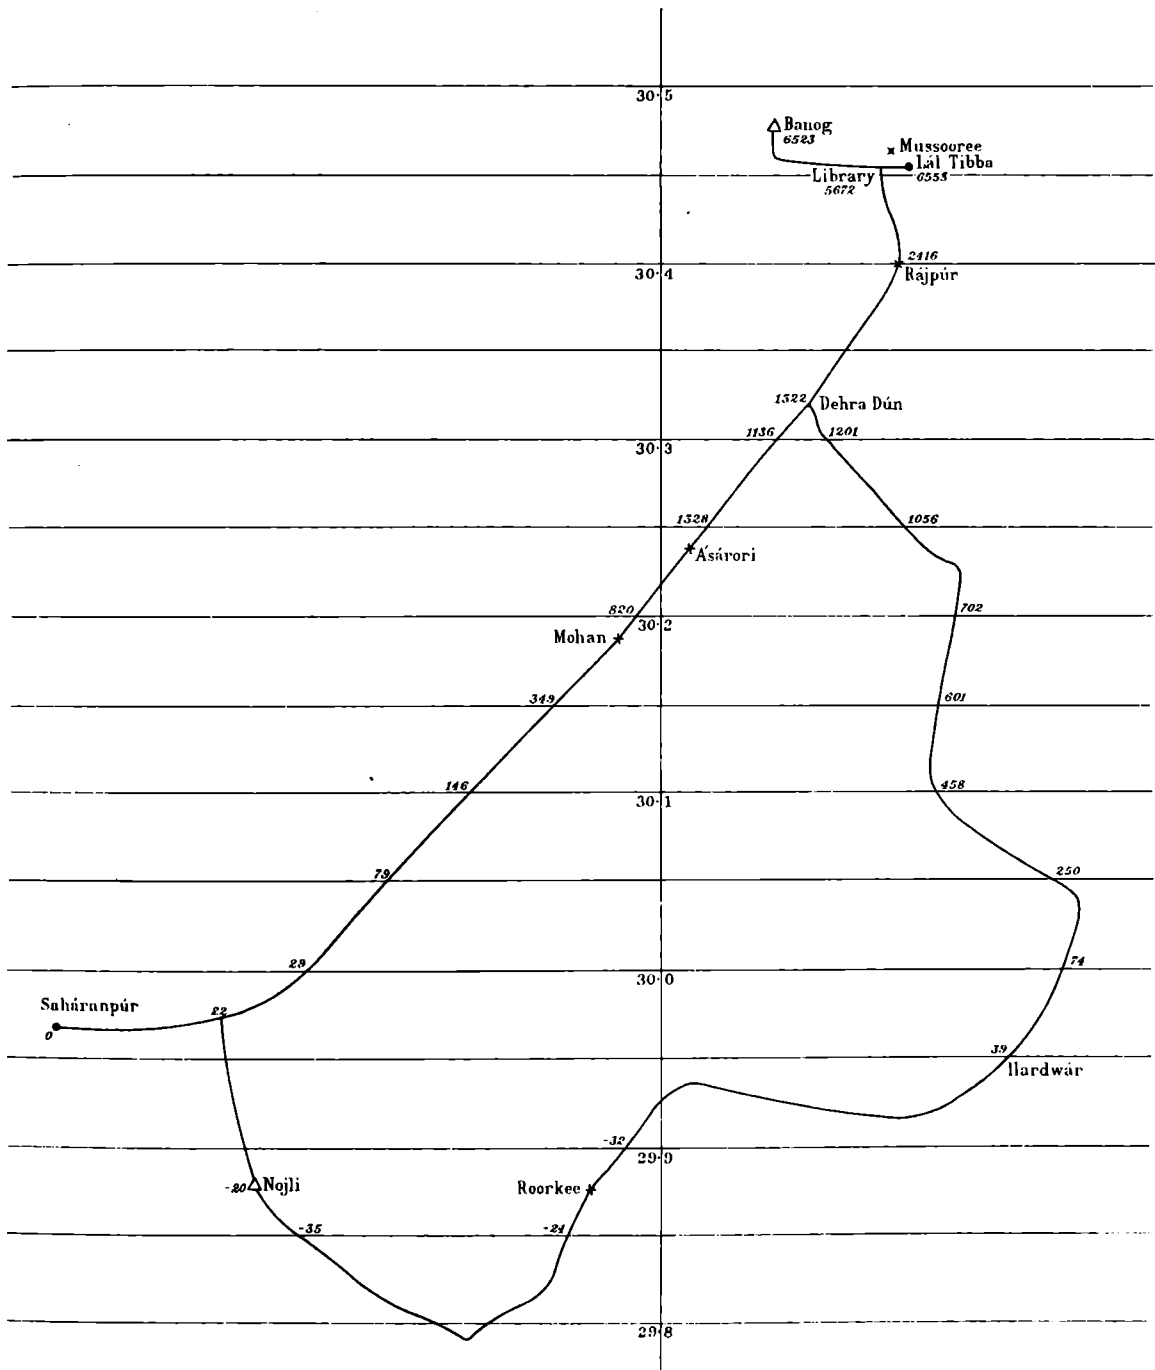 30·5
Banog
6523
Mussooree
Lál Tibba
Library
6553
5672
2416
30·4
Rájpúr
1322
Dehra Dún
1136
1201
30·3
1328
1056
Ásárori
820
702
30·2
Mohan
349
601
146
458
30·1
79
250
29
74
30·0
Saháranpúr
22
0
39
Hardwár
-32
29·9
-20
Nojli
Roorkee
-35
-24
29·8